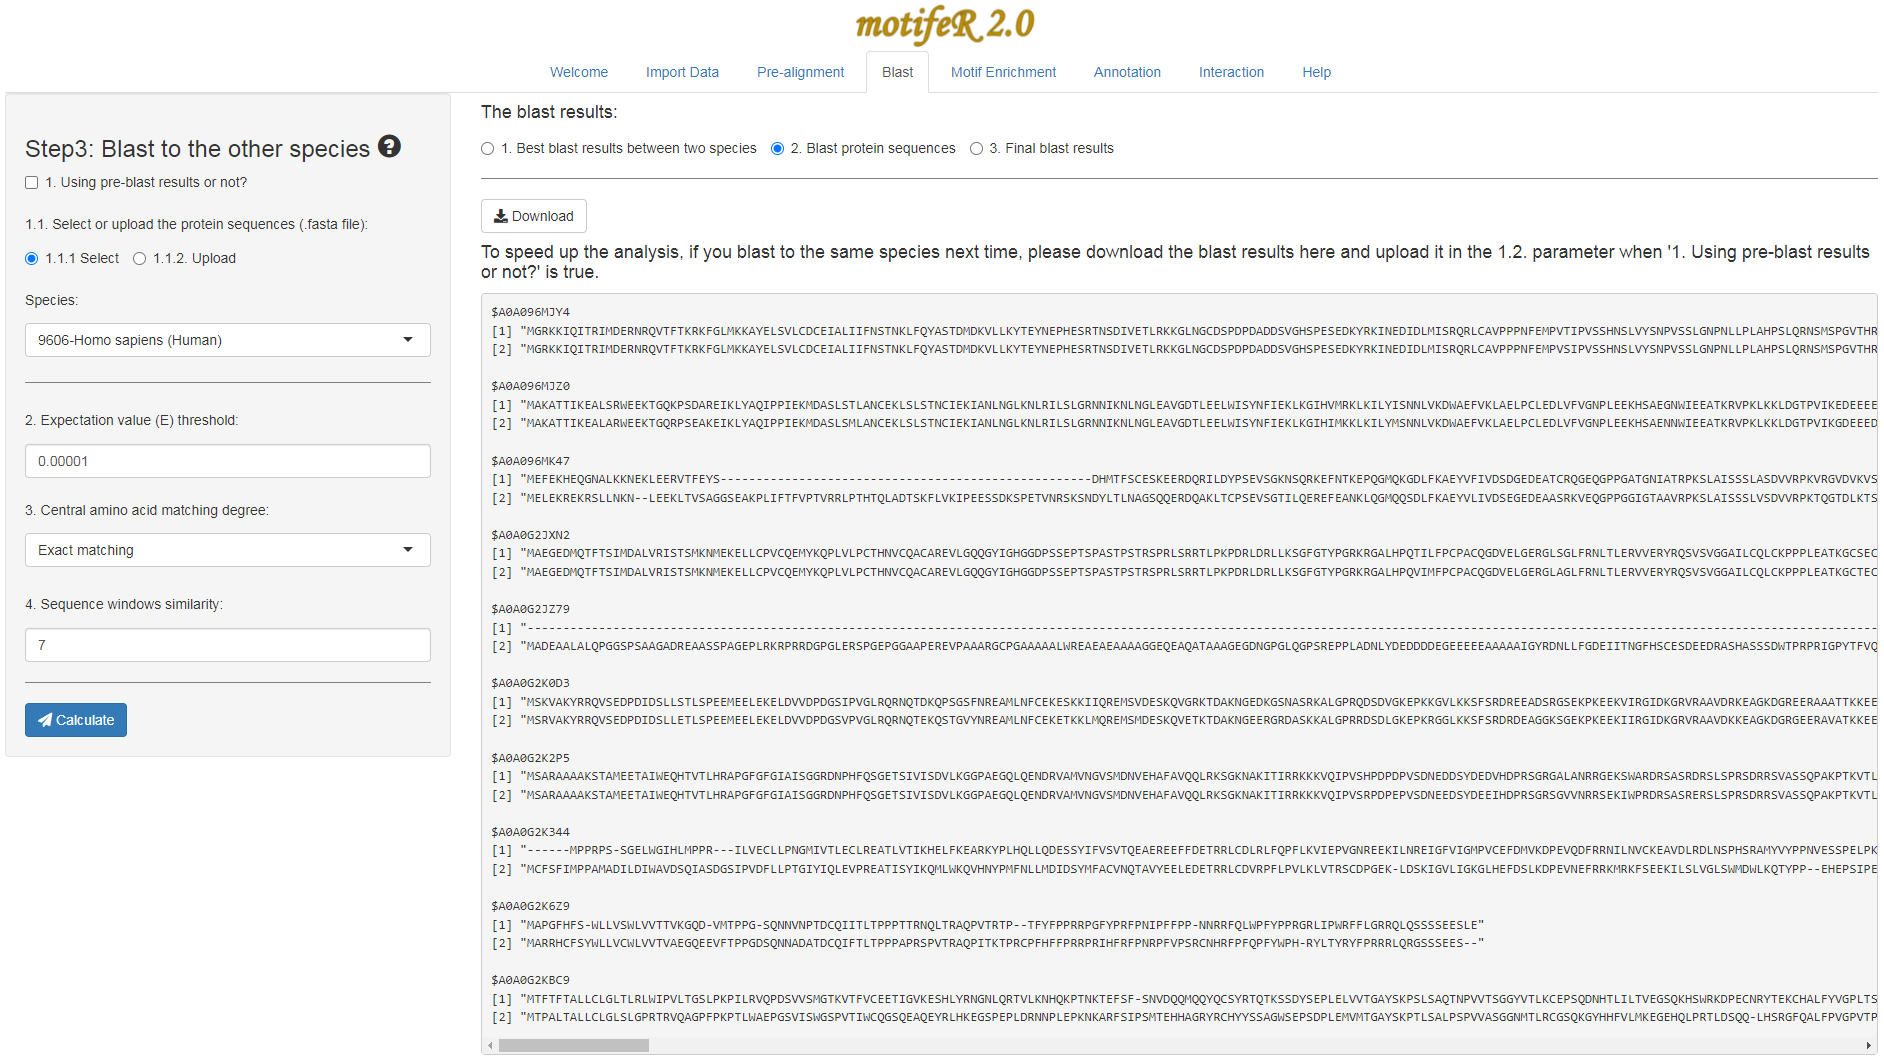 motifeR 2.0
Welcome Import Data Pre-alignment Blast Motif Enrichment Annotation Interaction Help
Step3: Blast to the other species ?
1. Using pre-blast results or not?
1.1. Select or upload the protein sequences (.fasta file):
1.1.1 Select 1.1.2. Upload
Species:
9606-Homo sapiens (Human)
2. Expectation value (E) threshold:
0.00001
3. Central amino acid matching degree:
Exact matching
4. Sequence windows similarity:
7
Calculate
The blast results:
1. Best blast results between two species 2. Blast protein sequences 3. Final blast results
Download
To speed up the analysis, if you blast to the same species next time, please download the blast results here and upload it in the 1.2. parameter when '1. Using pre-blast results
or not?' is true.
$A0A096MJY4
[1] "MGRKKIQITRIMDERNRQVTFTKRKFGLMKKAYELSVLCDCEIALIIFNSTNKLFQYASTDMDKVLLKYTEYNEPHESRTNSDIVETLRKKGLNGCDSPDPDADDSVGHSPESEDKYRKINEDIDLMISRQRLCAVPPPNFEMPVTIPVSSHNSLVYSNPVSSLGNPNLLPLAHPSLQRNSMSPGVTHR
[2] "MGRKKIQITRIMDERNRQVTFTKRKFGLMKKAYELSVLCDCEIALIIFNSTNKLFQYASTDMDKVLLKYTEYNEPHESRTNSDIVETLRKKGLNGCDSPDPDADDSVGHSPESEDKYRKINEDIDLMISRQRLCAVPPPNFEMPVSIPVSSHNSLVYSNPVSSLGNPNLLPLAHPSLQRNSMSPGVTHR
$A0A096MJZ0
[1] "MAKATTIKEALSRWEEKTGQKPSDAREIKLYAQIPPIEKMDASLSTLANCEKLSLSTNCIEKIANLNGLKNLRILSLGRNNIKNLNGLEAVGDTLEELWISYNFIEKLKGIHVMRKLKILYISNNLVKDWAEFVKLAELPCLEDLVFVGNPLEEKHSAEGNWIEEATKRVPKLKKLDGTPVIKEDEEEE
[2] "MAKATTIKEALARWEEKTGQRPSEAKEIKLYAQIPPIEKMDASLSMLANCEKLSLSTNCIEKIANLNGLKNLRILSLGRNNIKNLNGLEAVGDTLEELWISYNFIEKLKGIHIMKKLKILYMSNNLVKDWAEFVKLAELPCLEDLVFVGNPLEEKHSAENNWIEEATKRVPKLKKLDGTPVIKGDEEED
$A0A096MK47
[1] "MEFEKHEQGNALKKNEKLEERVTFEYS----------------------------------------------------DHMTFSCESKEERDQRILDYPSEVSGKNSQRKEFNTKEPQGMQKGDLFKAEYVFIVDSDGEDEATCRQGEQGPPGATGNIATRPKSLAISSSLASDVVRPKVRGVDVKVS
[2] "MELEKREKRSLLNKN--LEEKLTVSAGGSEAKPLIFTFVPTVRRLPTHTQLADTSKFLVKIPEESSDKSPETVNRSKSNDYLTLNAGSQQERDQAKLTCPSEVSGTILQEREFEANKLQGMQQSDLFKAEYVLIVDSEGEDEAASRKVEQGPPGGIGTAAVRPKSLAISSSLVSDVVRPKTQGTDLKTS
$A0A0G2JXN2
[1] "MAEGEDMQTFTSIMDALVRISTSMKNMEKELLCPVCQEMYKQPLVLPCTHNVCQACAREVLGQQGYIGHGGDPSSEPTSPASTPSTRSPRLSRRTLPKPDRLDRLLKSGFGTYPGRKRGALHPQTILFPCPACQGDVELGERGLSGLFRNLTLERVVERYRQSVSVGGAILCQLCKPPPLEATKGCSEC
[2] "MAEGEDMQTFTSIMDALVRISTSMKNMEKELLCPVCQEMYKQPLVLPCTHNVCQACAREVLGQQGYIGHGGDPSSEPTSPASTPSTRSPRLSRRTLPKPDRLDRLLKSGFGTYPGRKRGALHPQVIMFPCPACQGDVELGERGLAGLFRNLTLERVVERYRQSVSVGGAILCQLCKPPPLEATKGCTEC
$A0A0G2JZ79
[1] "---------------------------------------------------------------------------------------------------------------------------------------------------------------------------------------------
[2] "MADEAALALQPGGSPSAAGADREAASSPAGEPLRKRPRRDGPGLERSPGEPGGAAPEREVPAAARGCPGAAAAALWREAEAEAAAAGGEQEAQATAAAGEGDNGPGLQGPSREPPLADNLYDEDDDDEGEEEEEAAAAAIGYRDNLLFGDEIITNGFHSCESDEEDRASHASSSDWTPRPRIGPYTFVQ
$A0A0G2K0D3
[1] "MSKVAKYRRQVSEDPDIDSLLSTLSPEEMEELEKELDVVDPDGSIPVGLRQRNQTDKQPSGSFNREAMLNFCEKESKKIIQREMSVDESKQVGRKTDAKNGEDKGSNASRKALGPRQDSDVGKEPKKGVLKKSFSRDREEADSRGSEKPKEEKVIRGIDKGRVRAAVDRKEAGKDGREERAAATTKKEE
[2] "MSRVAKYRRQVSEDPDIDSLLETLSPEEMEELEKELDVVDPDGSVPVGLRQRNQTEKQSTGVYNREAMLNFCEKETKKLMQREMSMDESKQVETKTDAKNGEERGRDASKKALGPRRDSDLGKEPKRGGLKKSFSRDRDEAGGKSGEKPKEEKIIRGIDKGRVRAAVDKKEAGKDGRGEERAVATKKEE
$A0A0G2K2P5
[1] "MSARAAAAKSTAMEETAIWEQHTVTLHRAPGFGFGIAISGGRDNPHFQSGETSIVISDVLKGGPAEGQLQENDRVAMVNGVSMDNVEHAFAVQQLRKSGKNAKITIRRKKKVQIPVSHPDPDPVSDNEDDSYDEDVHDPRSGRGALANRRGEKSWARDRSASRDRSLSPRSDRRSVASSQPAKPTKVTL
[2] "MSARAAAAKSTAMEETAIWEQHTVTLHRAPGFGFGIAISGGRDNPHFQSGETSIVISDVLKGGPAEGQLQENDRVAMVNGVSMDNVEHAFAVQQLRKSGKNAKITIRRKKKVQIPVSRPDPEPVSDNEEDSYDEEIHDPRSGRSGVVNRRSEKIWPRDRSASRERSLSPRSDRRSVASSQPAKPTKVTL
$A0A0G2K344
[1] "------MPPRPS-SGELWGIHLMPPR---ILVECLLPNGMIVTLECLREATLVTIKHELFKEARKYPLHQLLQDESSYIFVSVTQEAEREEFFDETRRLCDLRLFQPFLKVIEPVGNREEKILNREIGFVIGMPVCEFDMVKDPEVQDFRRNILNVCKEAVDLRDLNSPHSRAMYVYPPNVESSPELPK
[2] "MCFSFIMPPAMADILDIWAVDSQIASDGSIPVDFLLPTGIYIQLEVPREATISYIKQMLWKQVHNYPMFNLLMDIDSYMFACVNQTAVYEELEDETRRLCDVRPFLPVLKLVTRSCDPGEK-LDSKIGVLIGKGLHEFDSLKDPEVNEFRRKMRKFSEEKILSLVGLSWMDWLKQTYPP--EHEPSIPE
$A0A0G2K6Z9
[1] "MAPGFHFS-WLLVSWLVVTTVKGQD-VMTPPG-SQNNVNPTDCQIITLTPPPTTRNQLTRAQPVTRTP--TFYFPPRRPGFYPRFPNIPFFPP-NNRRFQLWPFYPPRGRLIPWRFFLGRRQLQSSSSEESLE"
[2] "MARRHCFSYWLLVCWLVVTVAEGQEEVFTPPGDSQNNADATDCQIFTLTPPPAPRSPVTRAQPITKTPRCPFHFFPRRPRIHFRFPNRPFVPSRCNHRFPFQPFYWPH-RYLTYRYFPRRRLQRGSSSEES--"
$A0A0G2KBC9
[1] "MTFTFTALLCLGLTLRLWIPVLTGSLPKPILRVQPDSVVSMGTKVTFVCEETIGVKESHLYRNGNLQRTVLKNHQKPTNKTEFSF-SNVDQQMQQYQCSYRTQTKSSDYSEPLELVVTGAYSKPSLSAQTNPVVTSGGYVTLKCEPSQDNHTLILTVEGSQKHSWRKDPECNRYTEKCHALFYVGPLTS
[2] "MTPALTALLCLGLSLGPRTRVQAGPFPKPTLWAEPGSVISWGSPVTIWCQGSQEAQEYRLHKEGSPEPLDRNNPLEPKNKARFSIPSMTEHHAGRYRCHYYSSAGWSEPSDPLEMVMTGAYSKPTLSALPSPVVASGGNMTLRCGSQKGYHHFVLMKEGEHQLPRTLDSQQ-LHSRGFQALFPVGPVTP